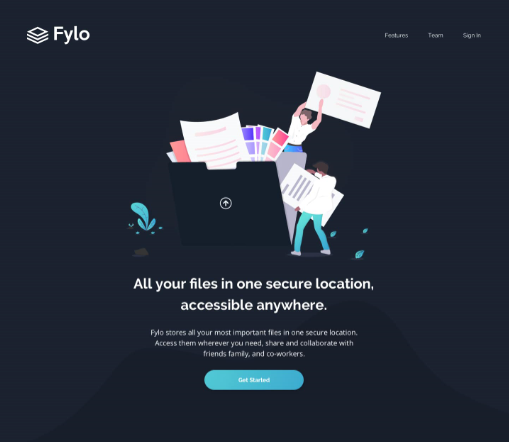 Fylo
Features Team Sign In
All your files in one secure location,
accessible anywhere.
Fylo stores all your most important files in one secure location.
Access them wherever you need, share and collaborate with
friends family, and co-workers.
Get Started